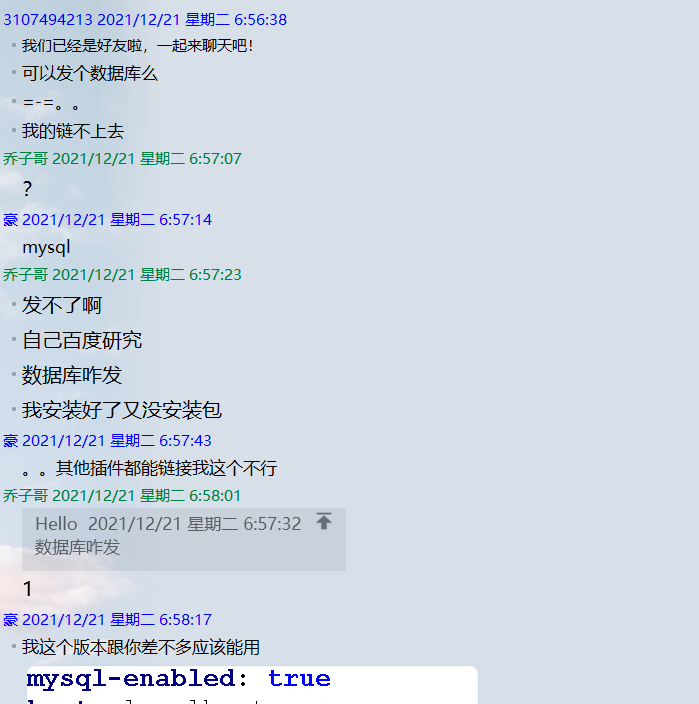 3107494213 2021/12/21 星期二 6:56:38
我们已经是好友啦，一起来聊天吧！
可以发个数据库么
=-=。。
我的链不上去
乔子哥 2021/12/21 星期二 6:57:07
？
豪 2021/12/21 星期二 6:57:14
mysql
乔子哥 2021/12/21 星期二 6:57:23
发不了啊
自己百度研究
数据库咋发
我安装好了又没安装包
豪 2021/12/21 星期二 6:57:43
。。其他插件都能链接我这个不行
乔子哥 2021/12/21 星期二 6:58:01
Hello 2021/12/21 星期二 6:57:32
数据库咋发
1
豪 2021/12/21 星期二 6:58:17
我这个版本跟你差不多应该能用
mysql-enabled: true